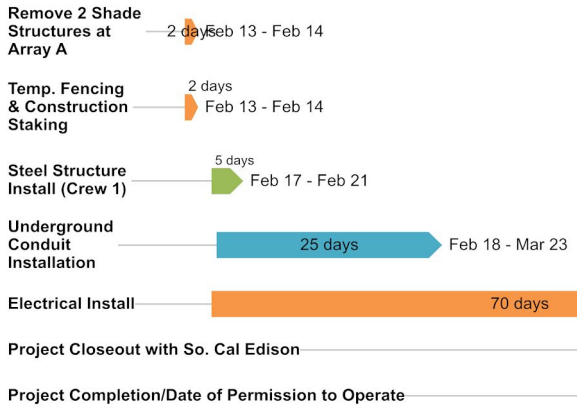 Remove 2 Shade
Structures at
Array A
2 days
Feb 13 - Feb 14
Temp. Fencing
& Construction
Staking
2 days
Feb 13 - Feb 14
Steel Structure
Install (Crew 1)
5 days
Feb 17 - Feb 21
Underground
Conduit
Installation
25 days
Feb 18 - Mar 23
Electrical Install
70 days
Project Closeout with So. Cal Edison
Project Completion/Date of Permission to Operate